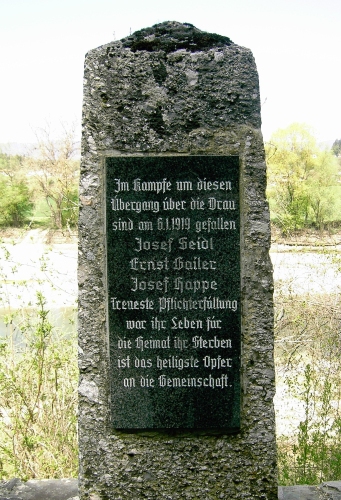 Im Kampfe um diesen
Übergang über die Drau
sind am 6.1.1919 gefallen
Josef Seidl
Ernst Gailer
Josef Happe
Treueste Pflichterfüllung
war ihr Leben für
die Heimat ihr Sterben
ist das heiligste Opfer
an die Gemeinschaft.